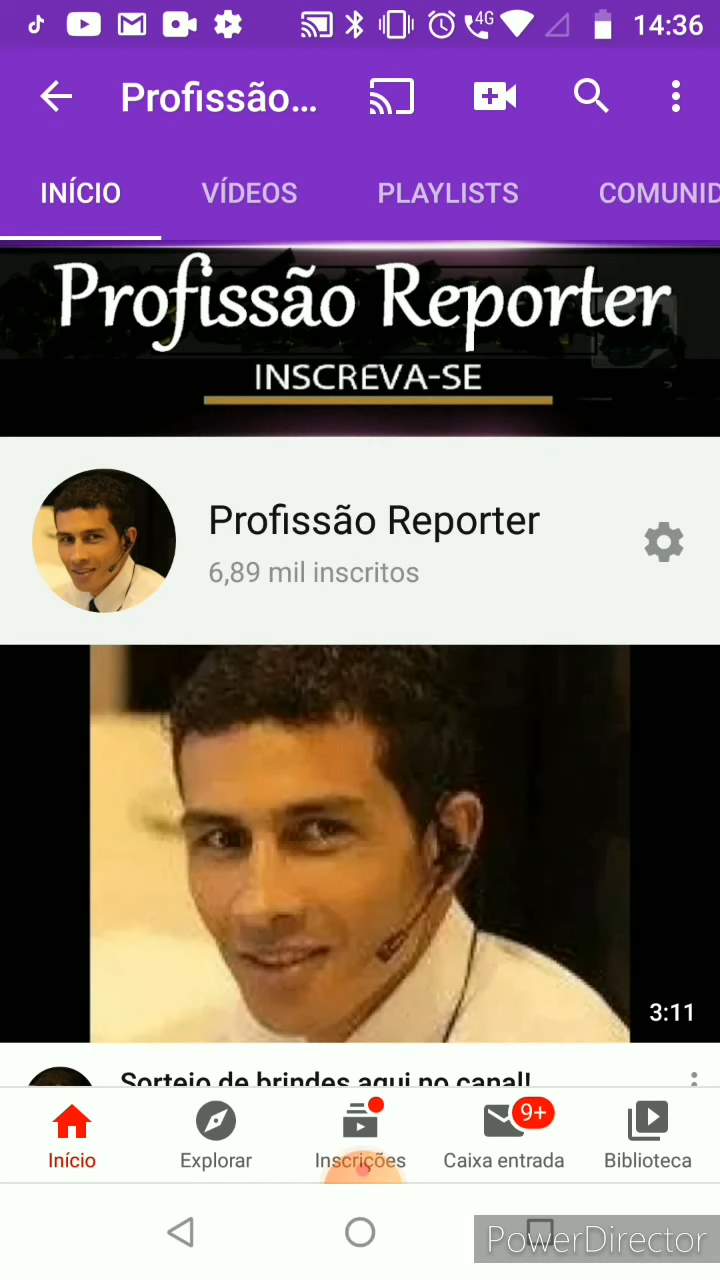 4G
14:36
Profissão...
INÍCIO VÍDEOS PLAYLISTS COMUNID
Profissão Reporter
INSCREVA-SE
Profissão Reporter
6,89 mil inscritos
3:11
Sorteio de brindes aqui no canal!
9+
Início Explorar Inscrições Caixa entrada Biblioteca
PowerDirector